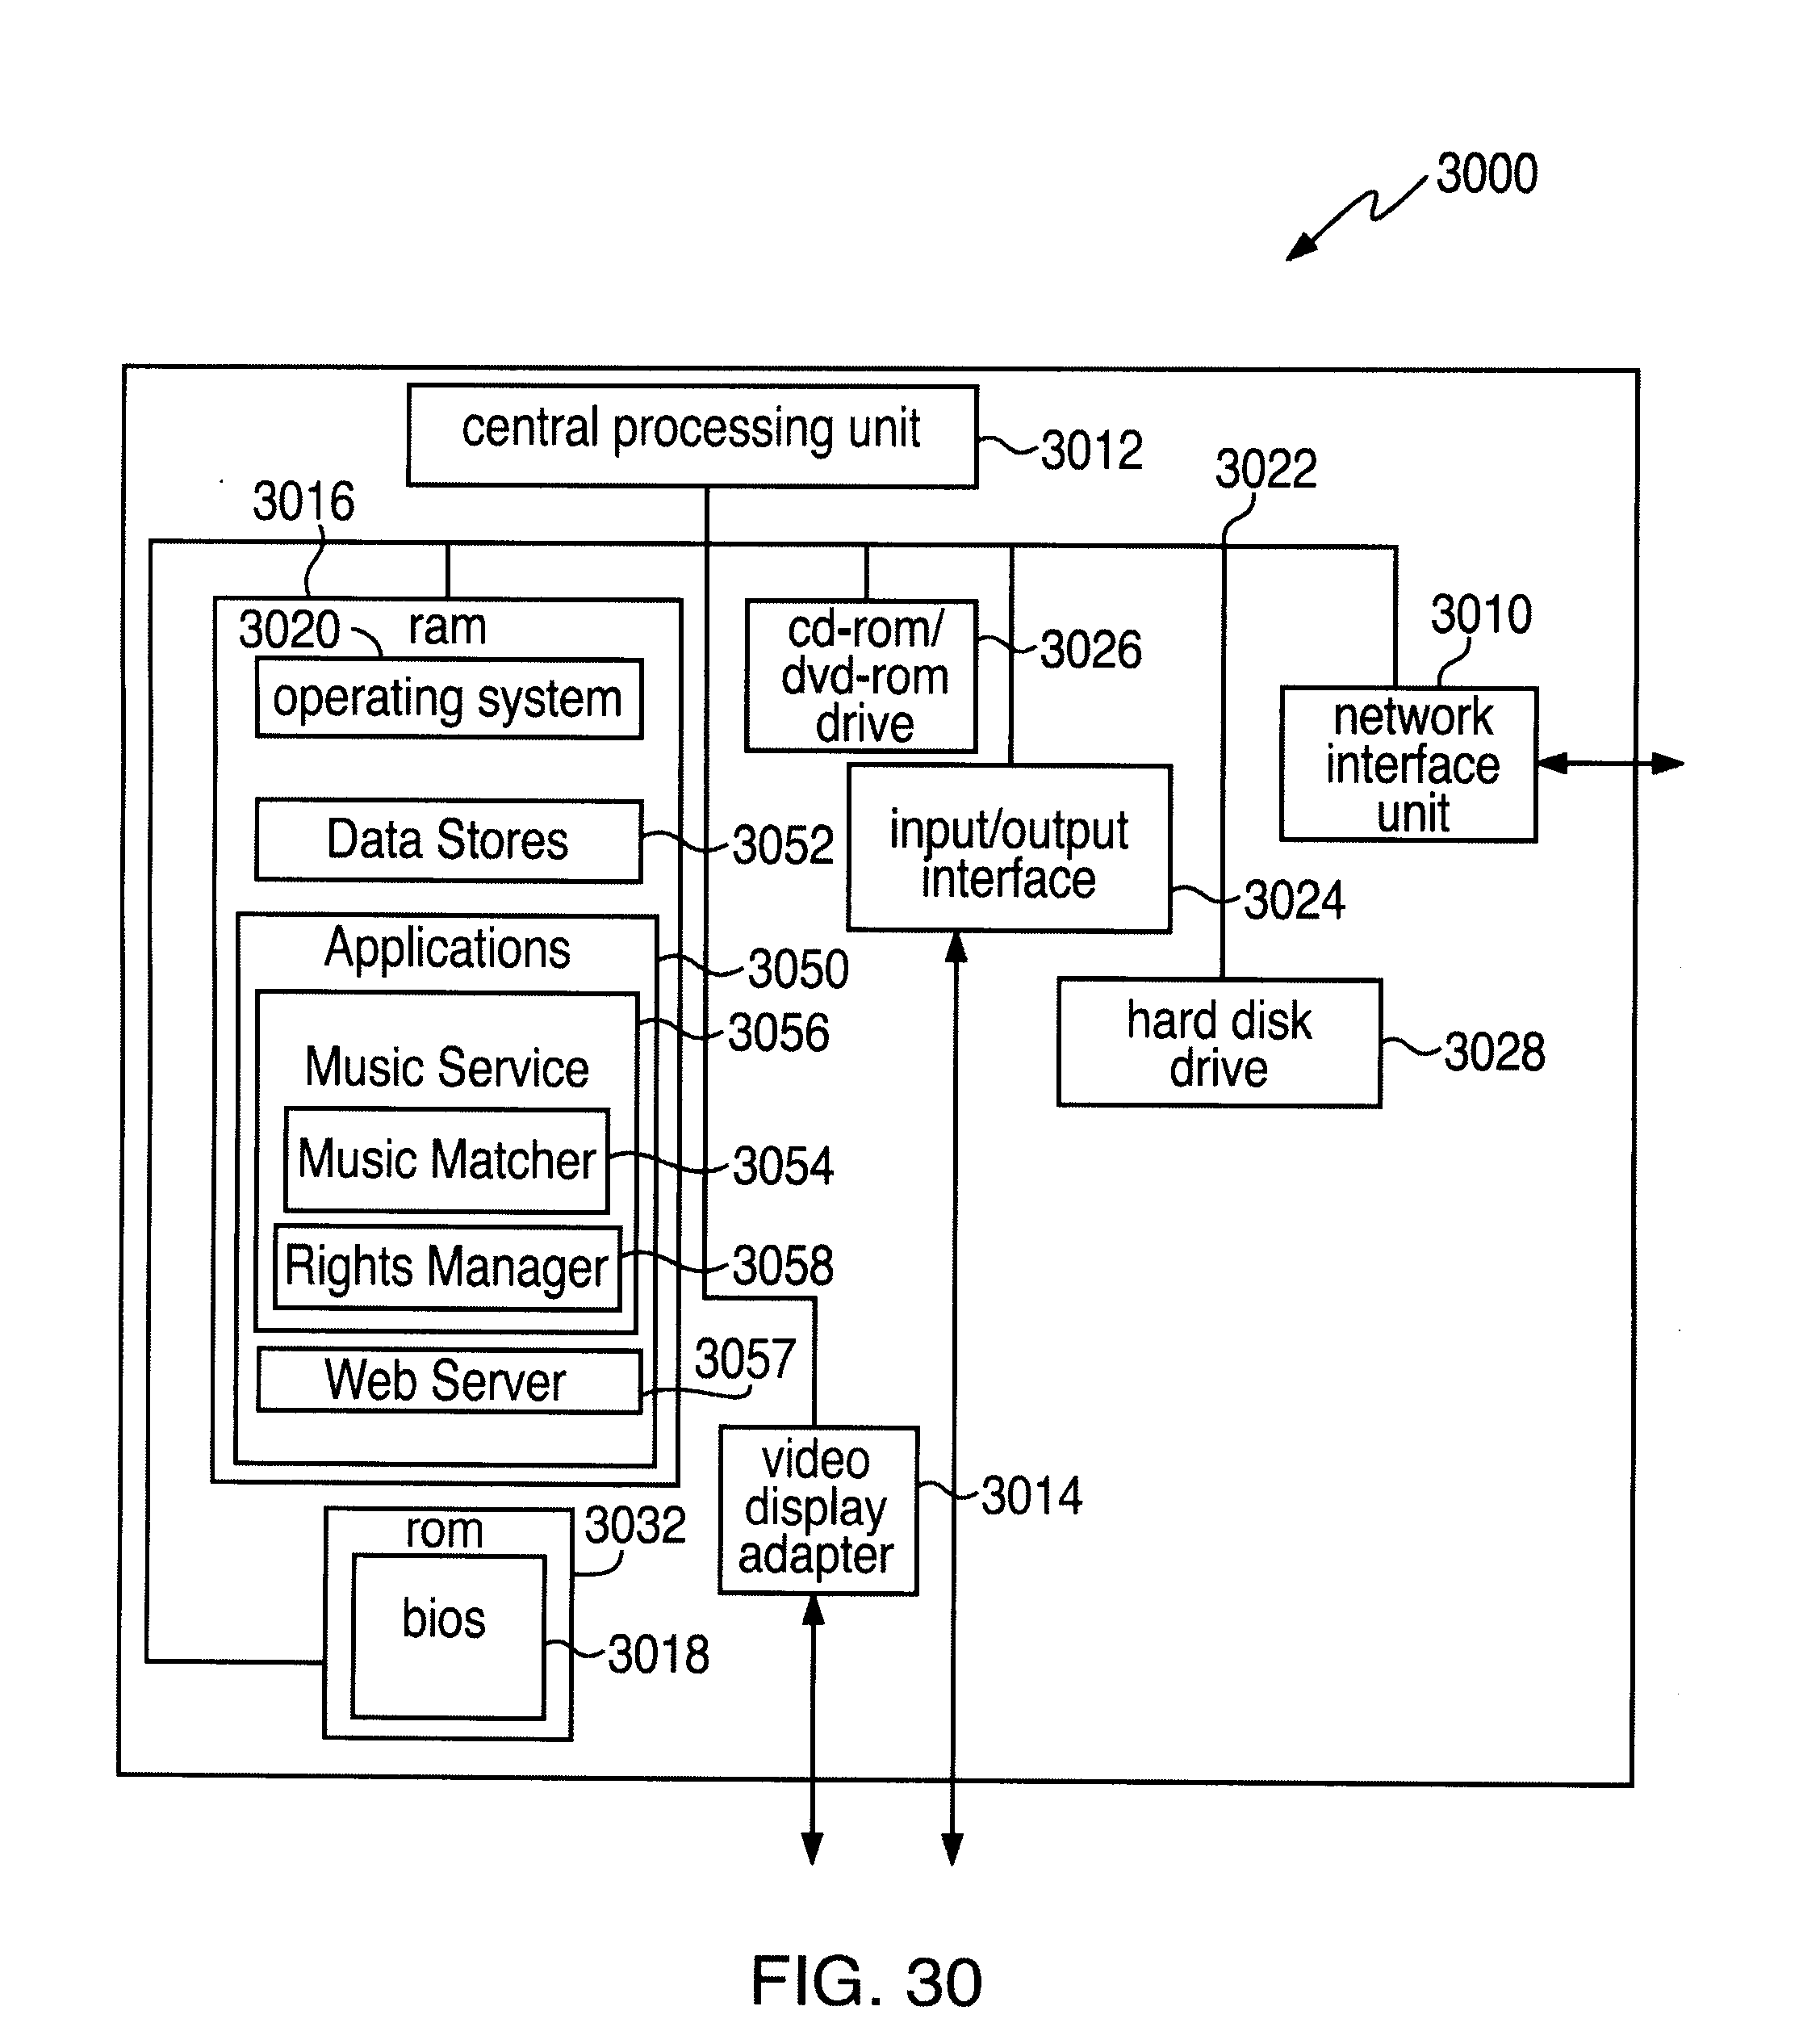 3000
central processing unit
3012
3022
3016
3020
ram
operating system
cd-rom/
dvd-rom
drive
3026
3010
network
interface
unit
Data Stores
3052
input/output
interface
3024
Applications
3050
3056
Music Service
hard disk
drive
3028
Music Matcher
3054
Rights Manager
3058
Web Server
3057
video
display
adapter
3014
rom
3032
bios
3018
FIG. 30